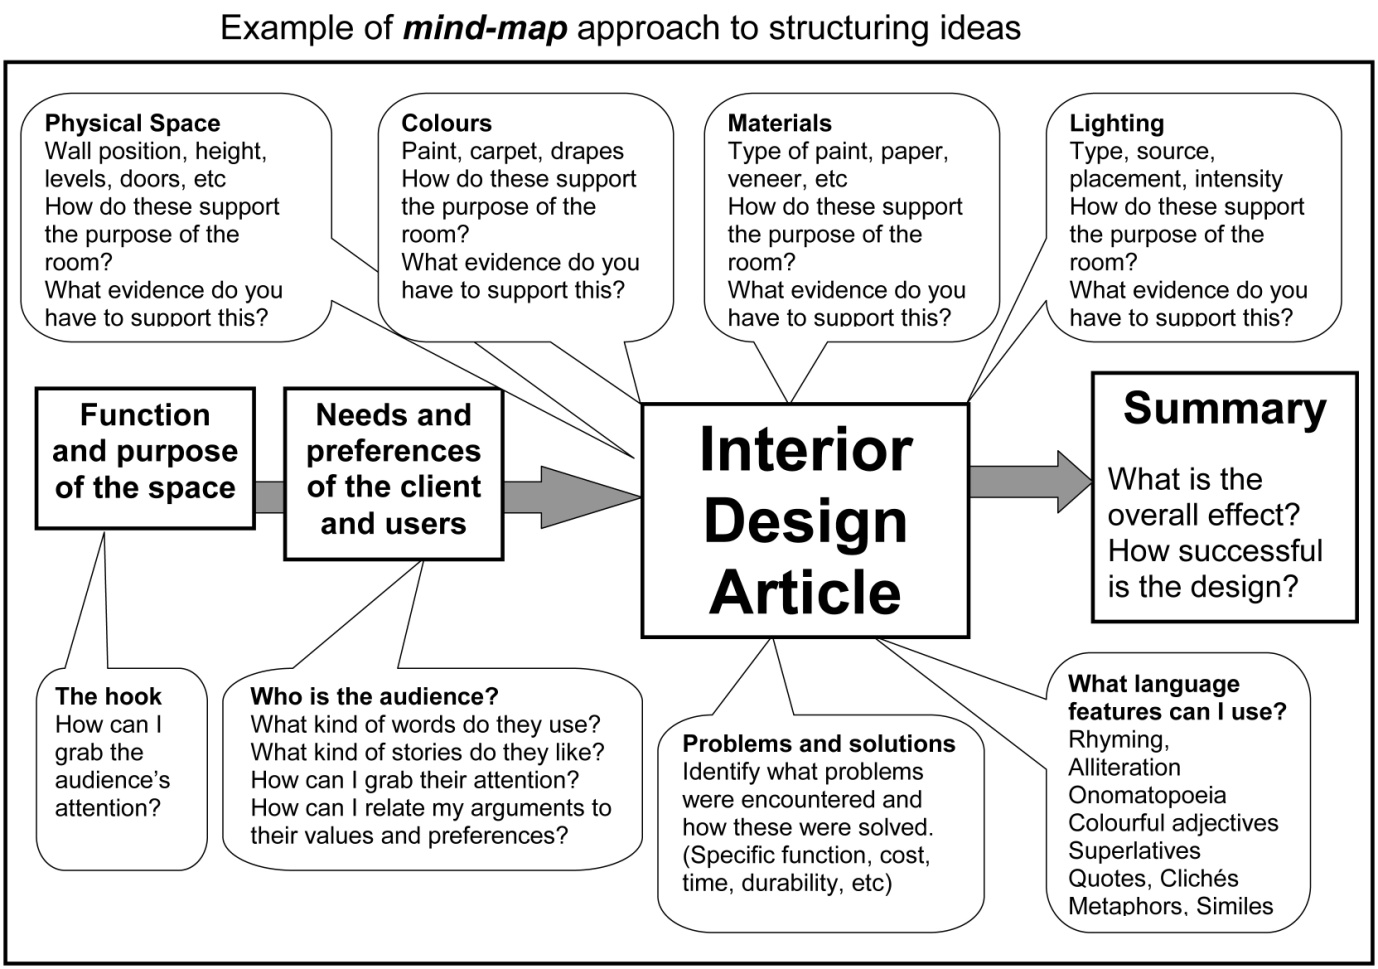 Example of mind-map approach to structuring ideas
Physical Space
Wall position, height,
levels, doors, etc
How do these support
the purpose of the
room?
What evidence do you
have to support this?
Colours
Paint, carpet, drapes
How do these support
the purpose of the
room?
What evidence do you
have to support this?
Materials
Type of paint, paper,
veneer, etc
How do these support
the purpose of the
room?
What evidence do you
have to support this?
Lighting
Type, source,
placement, intensity
How do these support
the purpose of the
room?
What evidence do you
have to support this?
Function
and purpose
of the space
Needs and
preferences
of the client
and users
Interior
Design
Article
Summary
What is the
overall effect?
How successful
is the design?
The hook
How can I
grab the
audience’s
attention?
Who is the audience?
What kind of words do they use?
What kind of stories do they like?
How can I grab their attention?
How can I relate my arguments to
their values and preferences?
Problems and solutions
Identify what problems
were encountered and
how these were solved.
(Specific function, cost,
time, durability, etc)
What language
features can I use?
Rhyming,
Alliteration
Onomatopoeia
Colourful adjectives
Superlatives
Quotes, Clichés
Metaphors, Similes